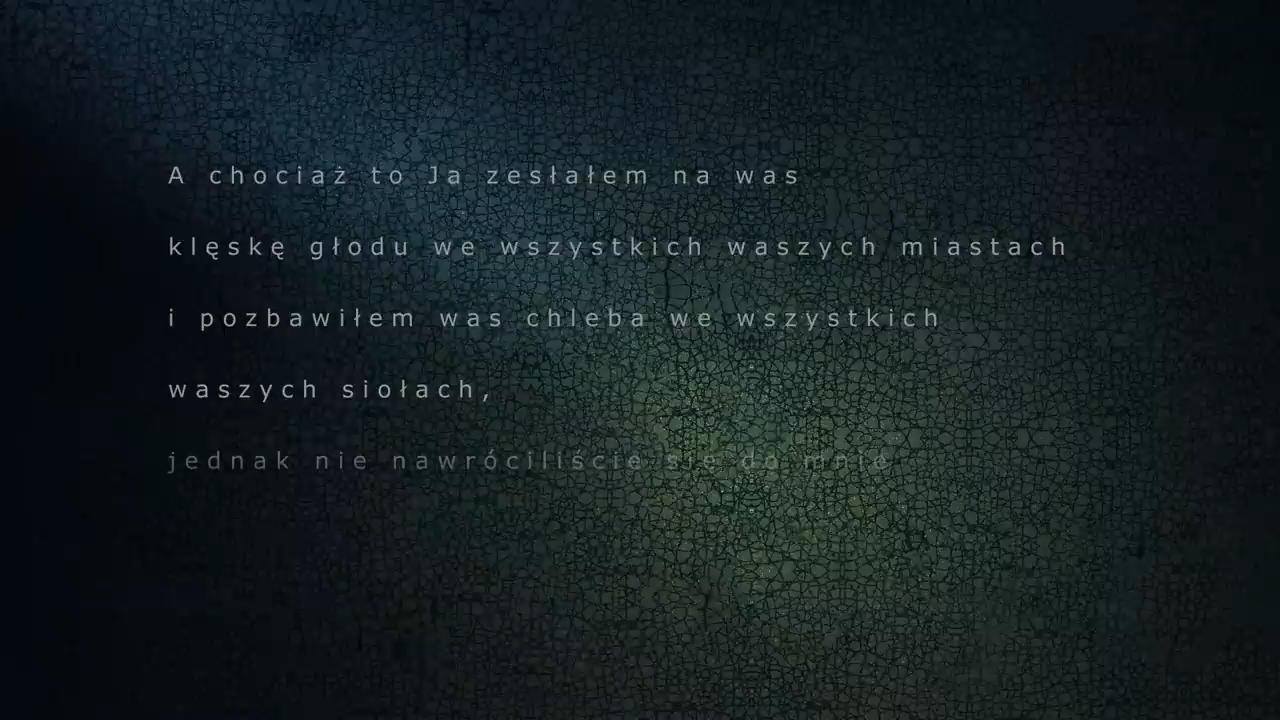 A chociaż to Ja zesłałem na was
klęskę głodu we wszystkich waszych miastach
i pozbawiłem was chleba we wszystkich
waszych siołach,
jednak nie nawróciliście się do mnie